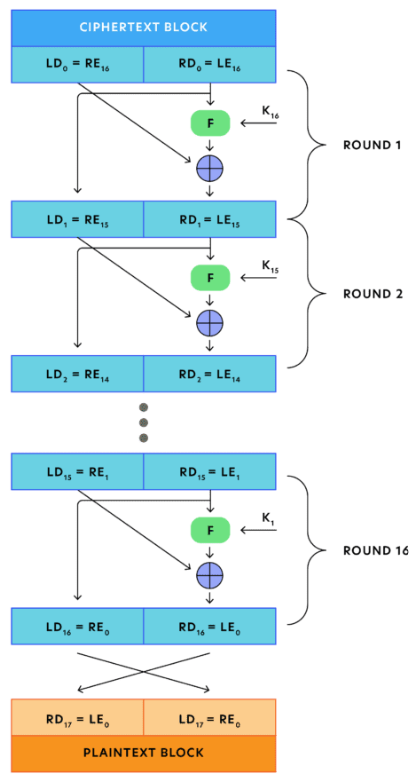 CIPHERTEXT BLOCK
LD₀ = RE₁₆ RD₀ = LE₁₆
F
K₁₆
ROUND 1
LD₁ = RE₁₅ RD₁ = LE₁₅
F
K₁₅
ROUND 2
LD₂ = RE₁₄ RD₂ = LE₁₄
LD₁₅ = RE₁ RD₁₅ = LE₁
F
K₁
ROUND 16
LD₁₆ = RE₀ RD₁₆ = LE₀
RD₁₇ = LE₀ LD₁₇ = RE₀
PLAINTEXT BLOCK